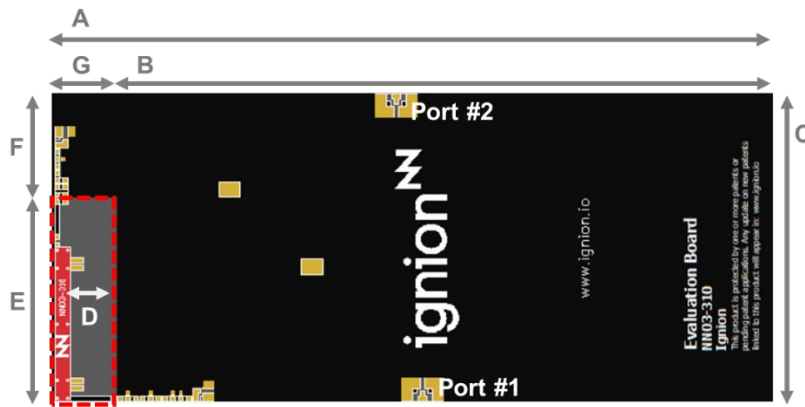 A
G
B
Port #2
F
C
E
D
NN03-310
ignion
www.ignion.io
Evaluation Board
NN03-310
Ignion
This product is protected by one or more patents or
pending patent applications. Any update on new patents
linked to this product will appear in: www.ignion.io
Port #1